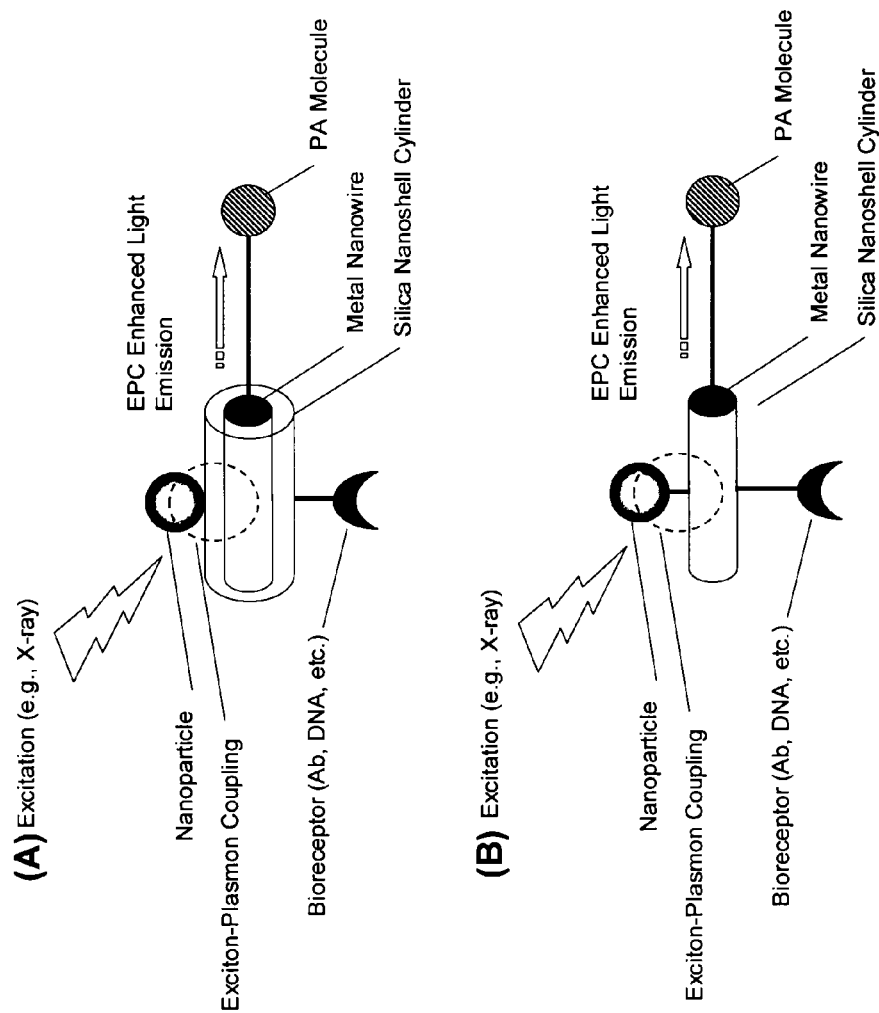 (A) Excitation (e.g., X-ray)
Nanoparticle
Exciton-Plasmon Coupling
Bioreceptor (Ab, DNA, etc.)
EPC Enhanced Light
Emission
PA Molecule
Metal Nanowire
Silica Nanoshell Cylinder
(B) Excitation (e.g., X-ray)
Nanoparticle
Exciton-Plasmon Coupling
Bioreceptor (Ab, DNA, etc.)
EPC Enhanced Light
Emission
PA Molecule
Metal Nanowire
Silica Nanoshell Cylinder